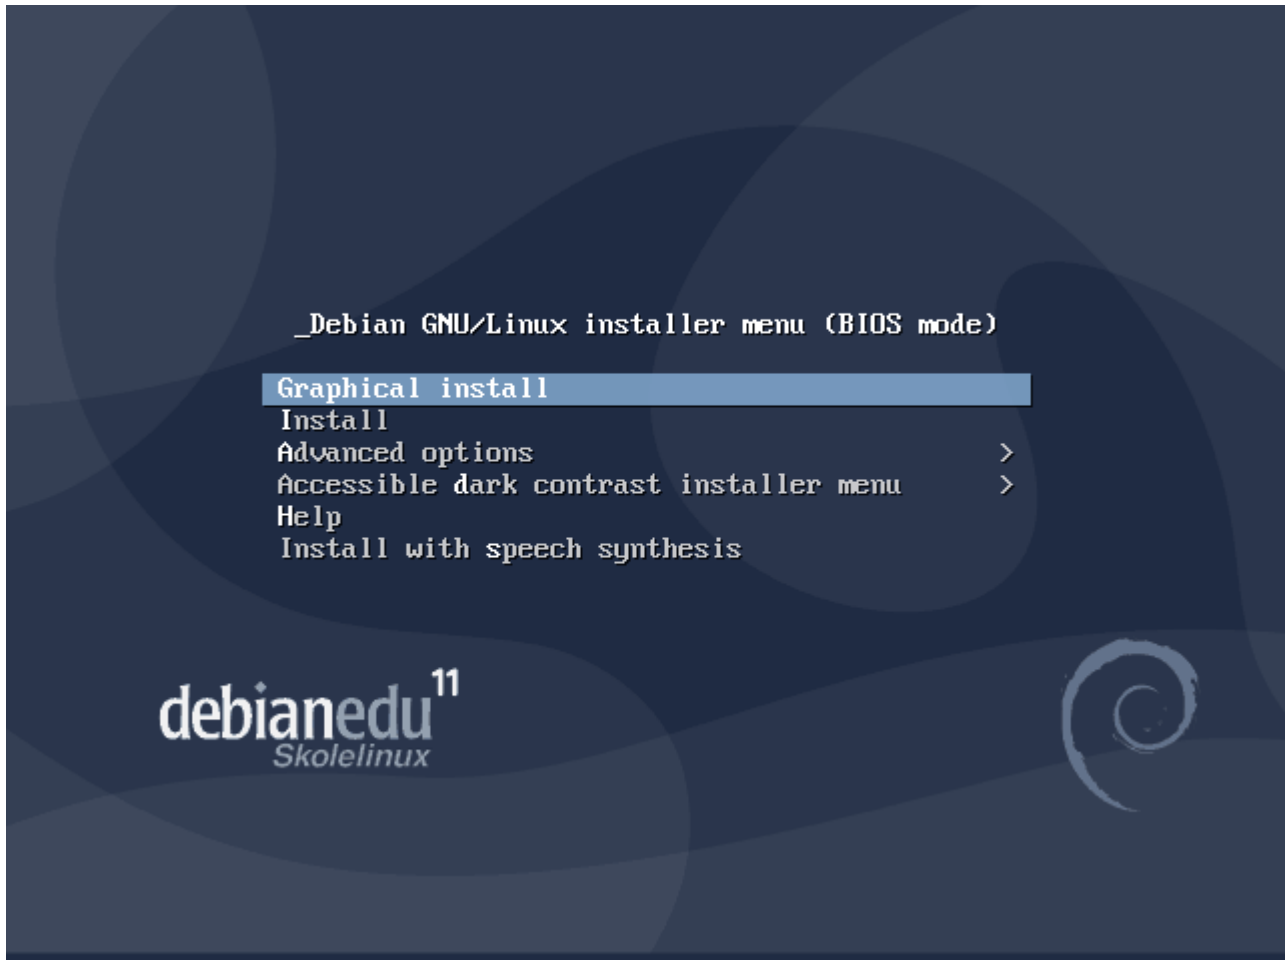 _Debian GNU/Linux installer menu (BIOS mode)
Graphical install
Install
Advanced options >
Accessible dark contrast installer menu >
Help
Install with speech synthesis
debianedu 11
Skolelinux